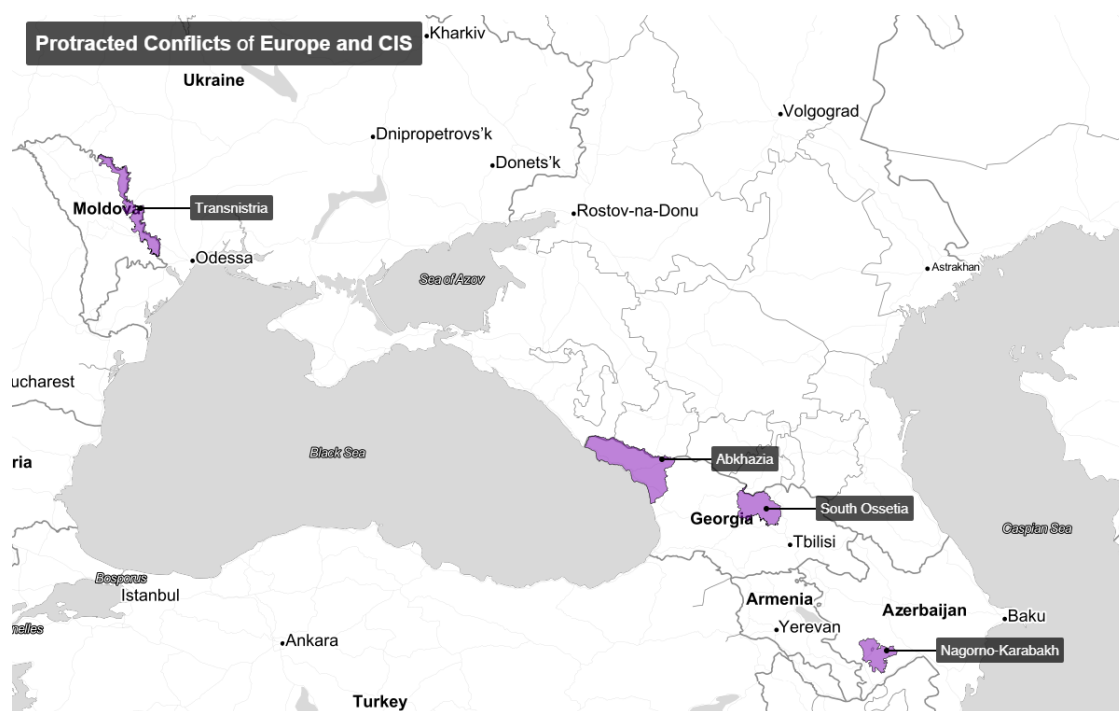 Protracted Conflicts of Europe and CIS
Kharkiv
Ukraine
Volgograd
Dnipropetrovs'k
Donets'k
Moldova
Transnistria
Rostov-na-Donu
Odessa
Sea of Azov
Astrakhan
ucharest
Black Sea
ria
Abkhazia
South Ossetia
Georgia
Caspian Sea
Tbilisi
Bosporus
Istanbul
Armenia
Azerbaijan
nelles
Yerevan
Baku
Ankara
Nagorno-Karabakh
Turkey